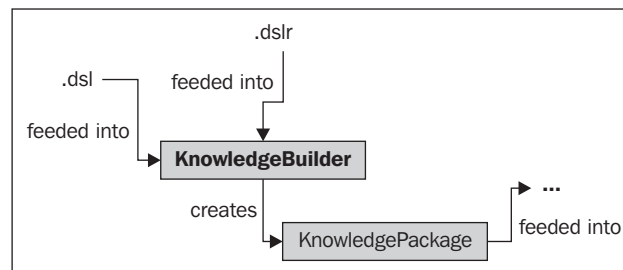 .dslr
.dsl
feeded into
feeded into
KnowledgeBuilder
creates
...
KnowledgePackage
feeded into